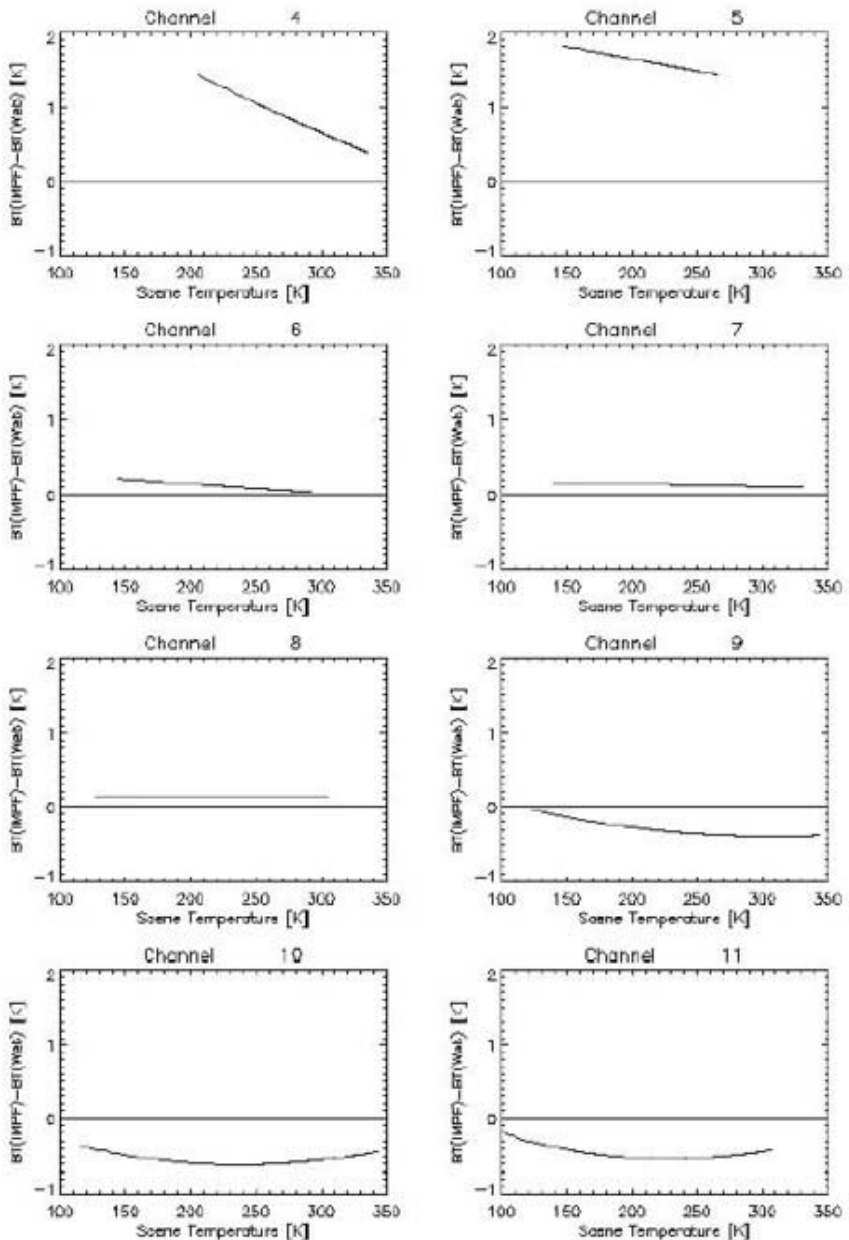 Channel 4
BT(IMPF)-BT(Wab) [K]
2
1
0
-1
100 150 200 250 300 350
Scene Temperature [K]
Channel 5
BT(IMPF)-BT(Wab) [K]
2
1
0
-1
100 150 200 250 300 350
Scene Temperature [K]
Channel 6
BT(IMPF)-BT(Wab) [K]
2
1
0
-1
100 150 200 250 300 350
Scene Temperature [K]
Channel 7
BT(IMPF)-BT(Wab) [K]
2
1
0
-1
100 150 200 250 300 350
Scene Temperature [K]
Channel 8
BT(IMPF)-BT(Wab) [K]
2
1
0
-1
100 150 200 250 300 350
Scene Temperature [K]
Channel 9
BT(IMPF)-BT(Wab) [K]
2
1
0
-1
100 150 200 250 300 350
Scene Temperature [K]
Channel 10
BT(IMPF)-BT(Wab) [K]
2
1
0
-1
100 150 200 250 300 350
Scene Temperature [K]
Channel 11
BT(IMPF)-BT(Wab) [K]
2
1
0
-1
100 150 200 250 300 350
Scene Temperature [K]